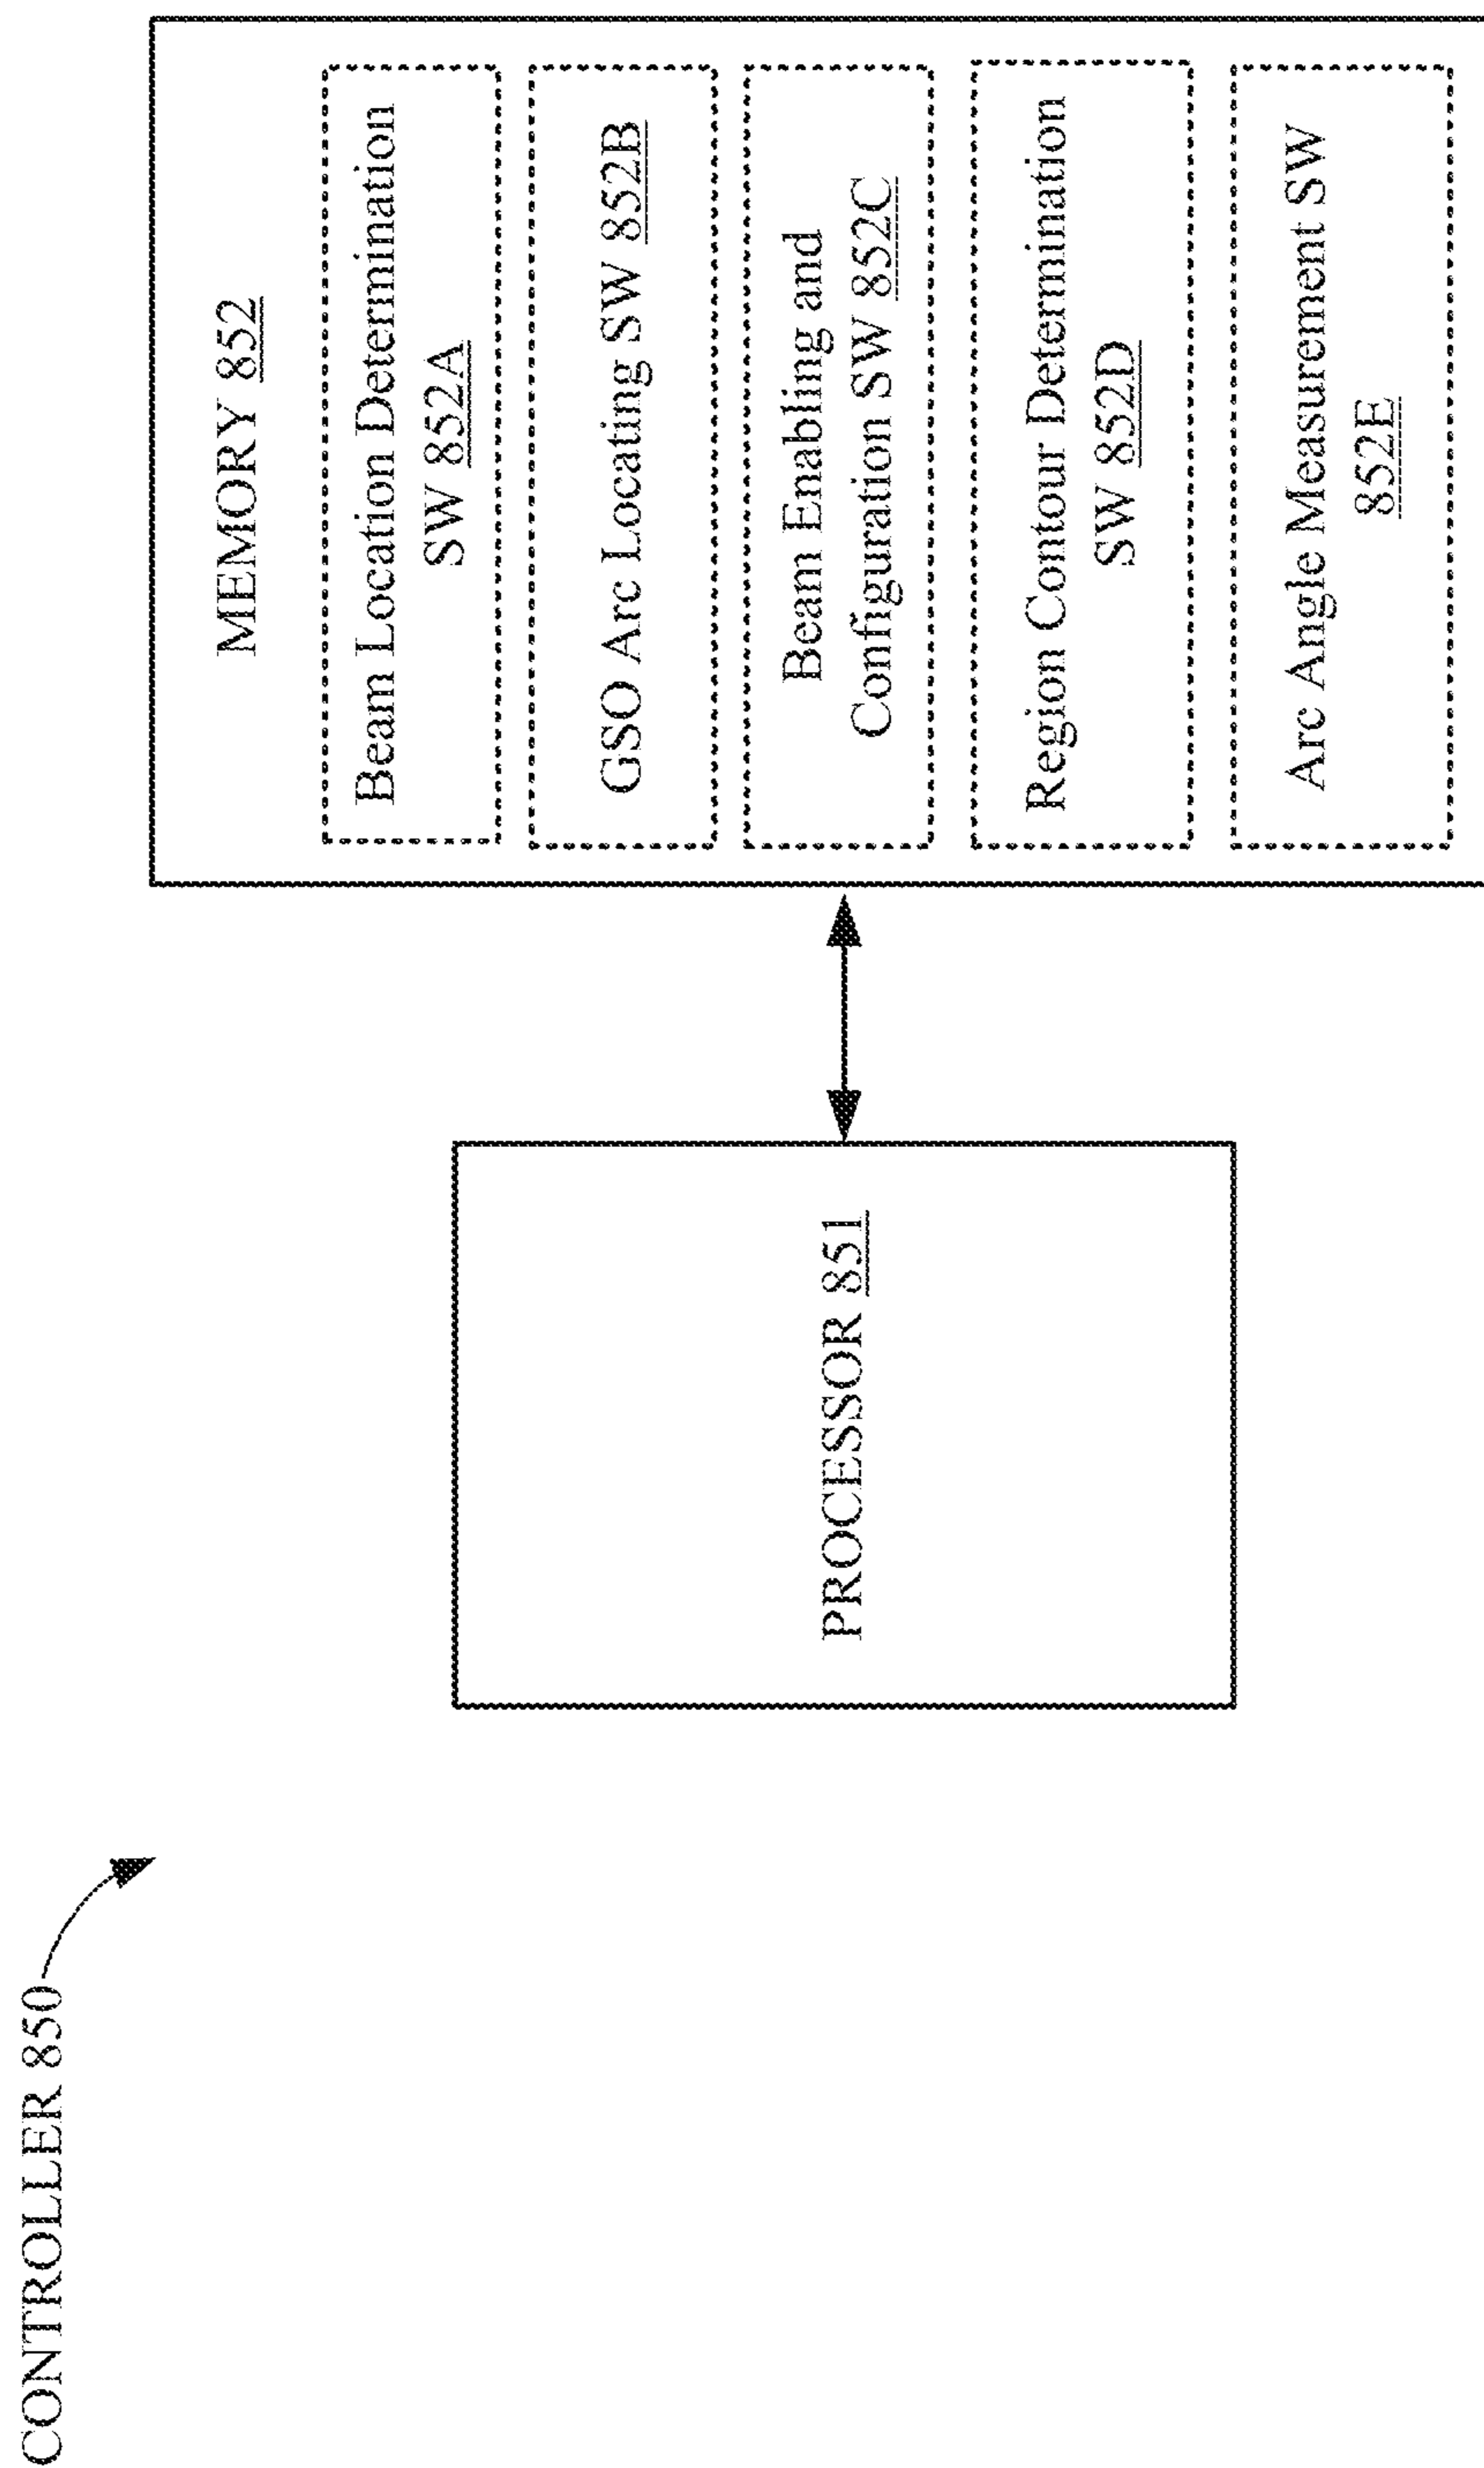 CONTROLLER 850
PROCESSOR 851
MEMORY 852
Beam Location Determination
SW 852A
GSO Arc Locating SW 852B
Beam Enabling and
Configuration SW 852C
Region Contour Determination
SW 852D
Arc Angle Measurement SW
852E